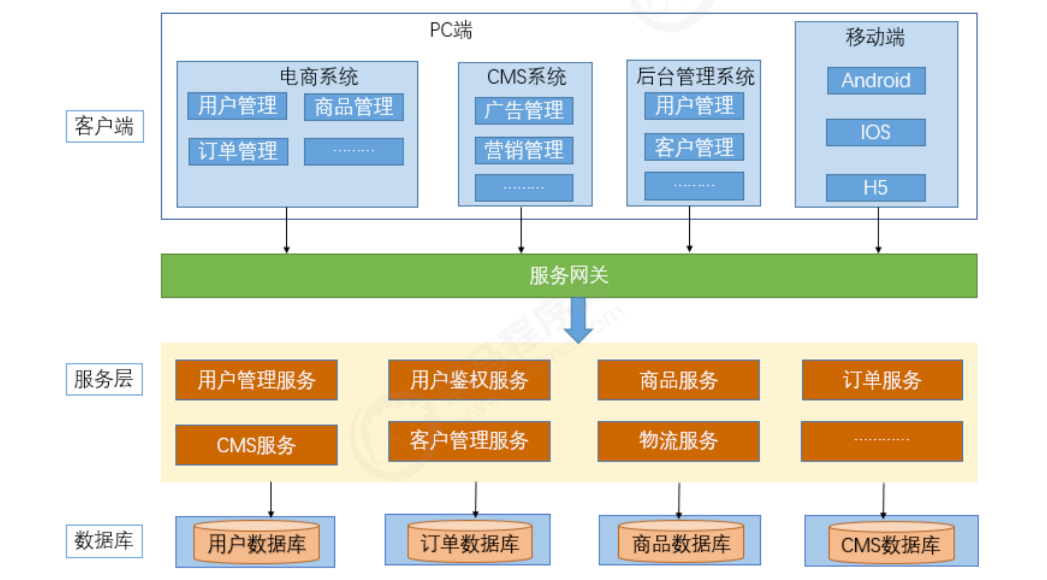 PC端
移动端
电商系统
CMS系统
后台管理系统
用户管理
商品管理
广告管理
用户管理
Android
客户端
订单管理
………
营销管理
客户管理
IOS
………
………
H5
服务网关
服务层
用户管理服务
用户鉴权服务
商品服务
订单服务
CMS服务
客户管理服务
物流服务
…………
数据库
用户数据库
订单数据库
商品数据库
CMS数据库